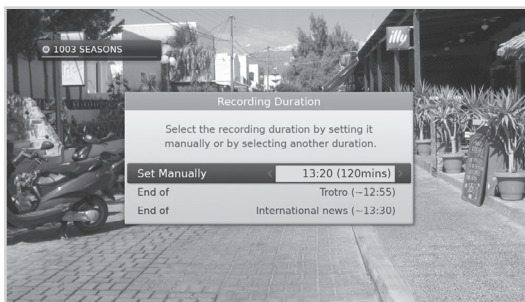 illy
1003 SEASONS
Recording Duration
Select the recording duration by setting it
manually or by selecting another duration.
Set Manually 13:20 (120mins)
End of Trotro (~12:55)
End of International news (~13:30)